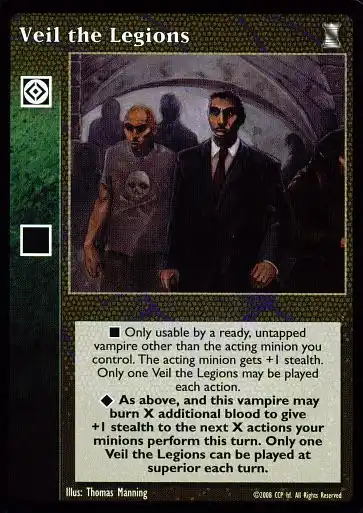 Veil the Legions
■ Only usable by a ready, untapped
vampire other than the acting minion you
control. The acting minion gets +1 stealth.
Only one Veil the Legions may be played
each action.
◆ As above, and this vampire may
burn X additional blood to give
+1 stealth to the next X actions your
minions perform this turn. Only one
Veil the Legions can be played at
superior each turn.
Illus: Thomas Manning ©2008 CCP hf. All Rights Reserved